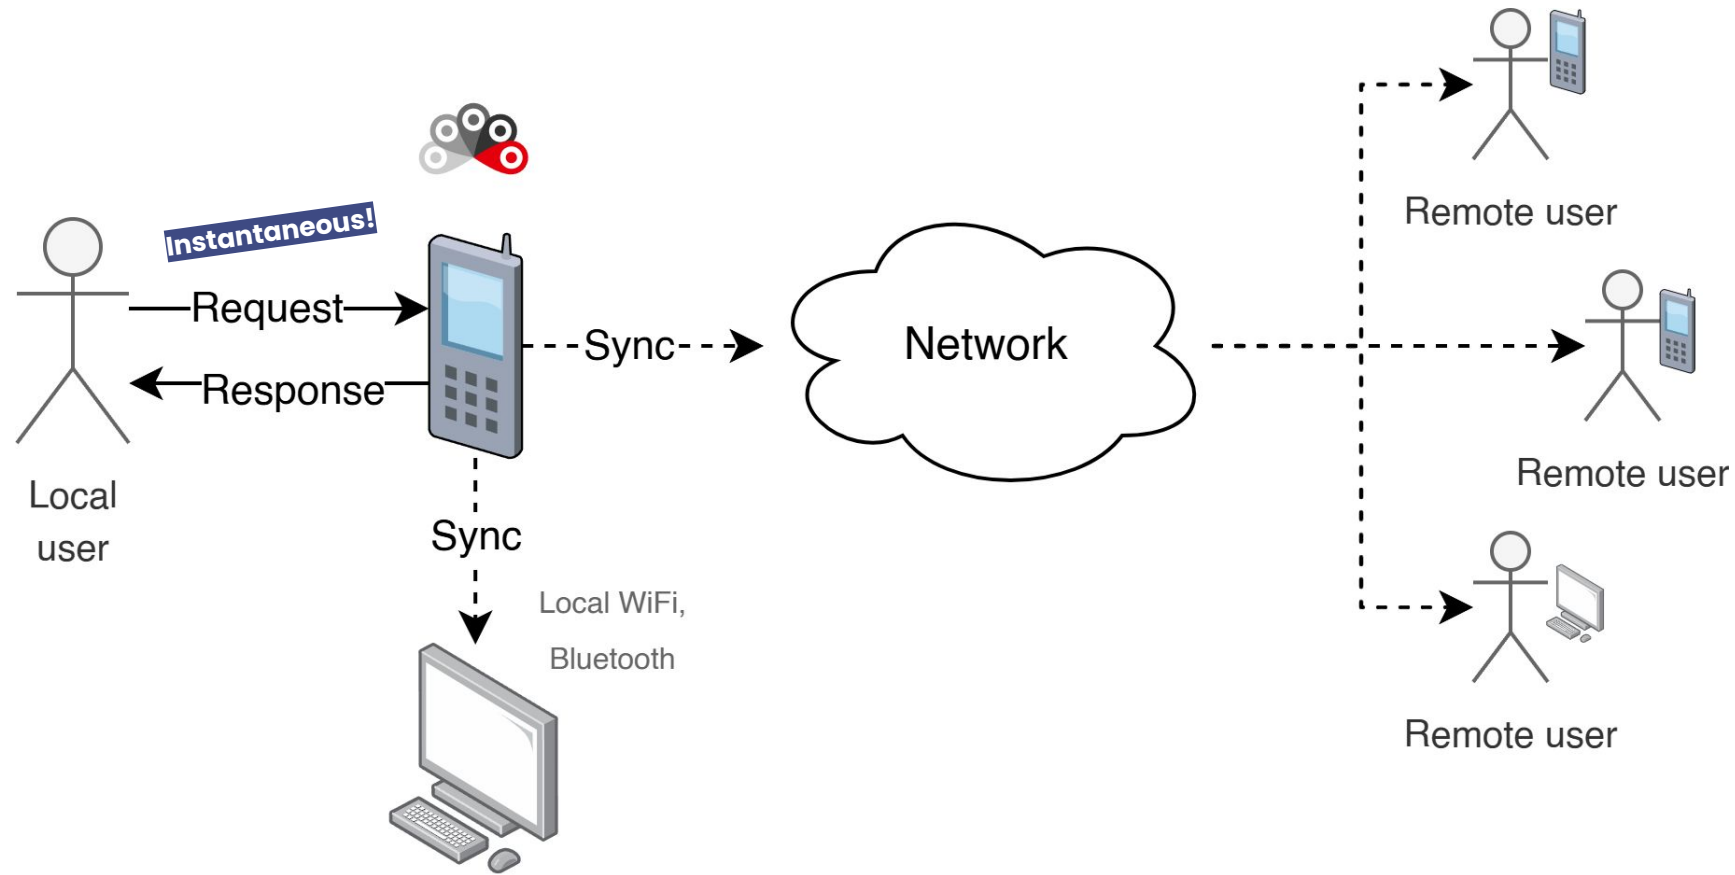 Instantaneous!
Request
Response
Local
user
Sync
Network
Sync
Local WiFi,
Bluetooth
Remote user
Remote user
Remote user